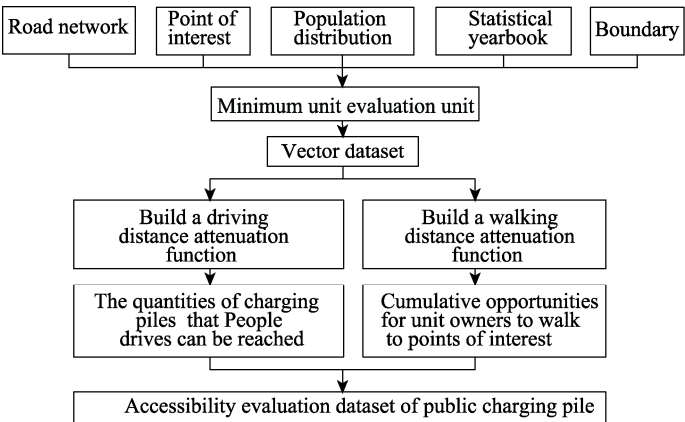 Road network
Point of
interest
Population
distribution
Statistical
yearbook
Boundary
Minimum unit evaluation unit
Vector dataset
Build a driving
distance attenuation
function
Build a walking
distance attenuation
function
The quantities of charging
piles that People
drives can be reached
Cumulative opportunities
for unit owners to walk
to points of interest
Accessibility evaluation dataset of public charging pile